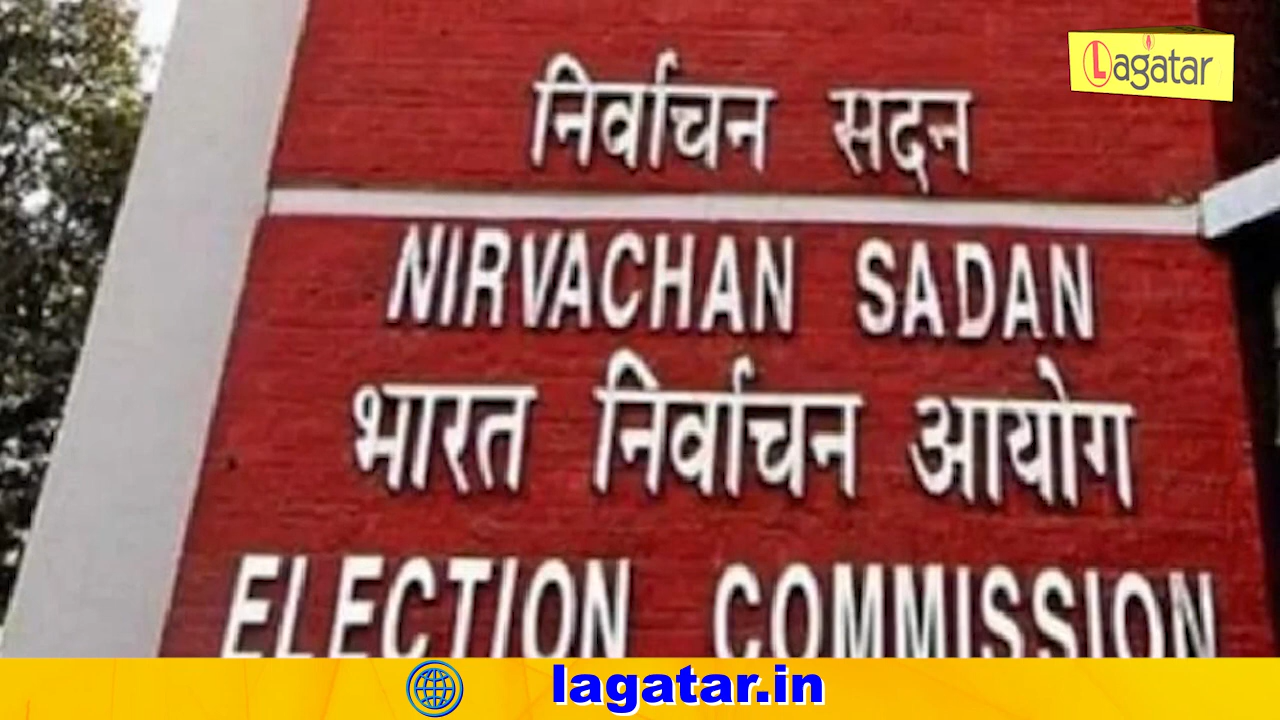 Lagatar
निर्वाचन सदन
NIRVACHAN SADAN
भारत निर्वाचन आयोग
ELECTION COMMISSION
lagatar.in